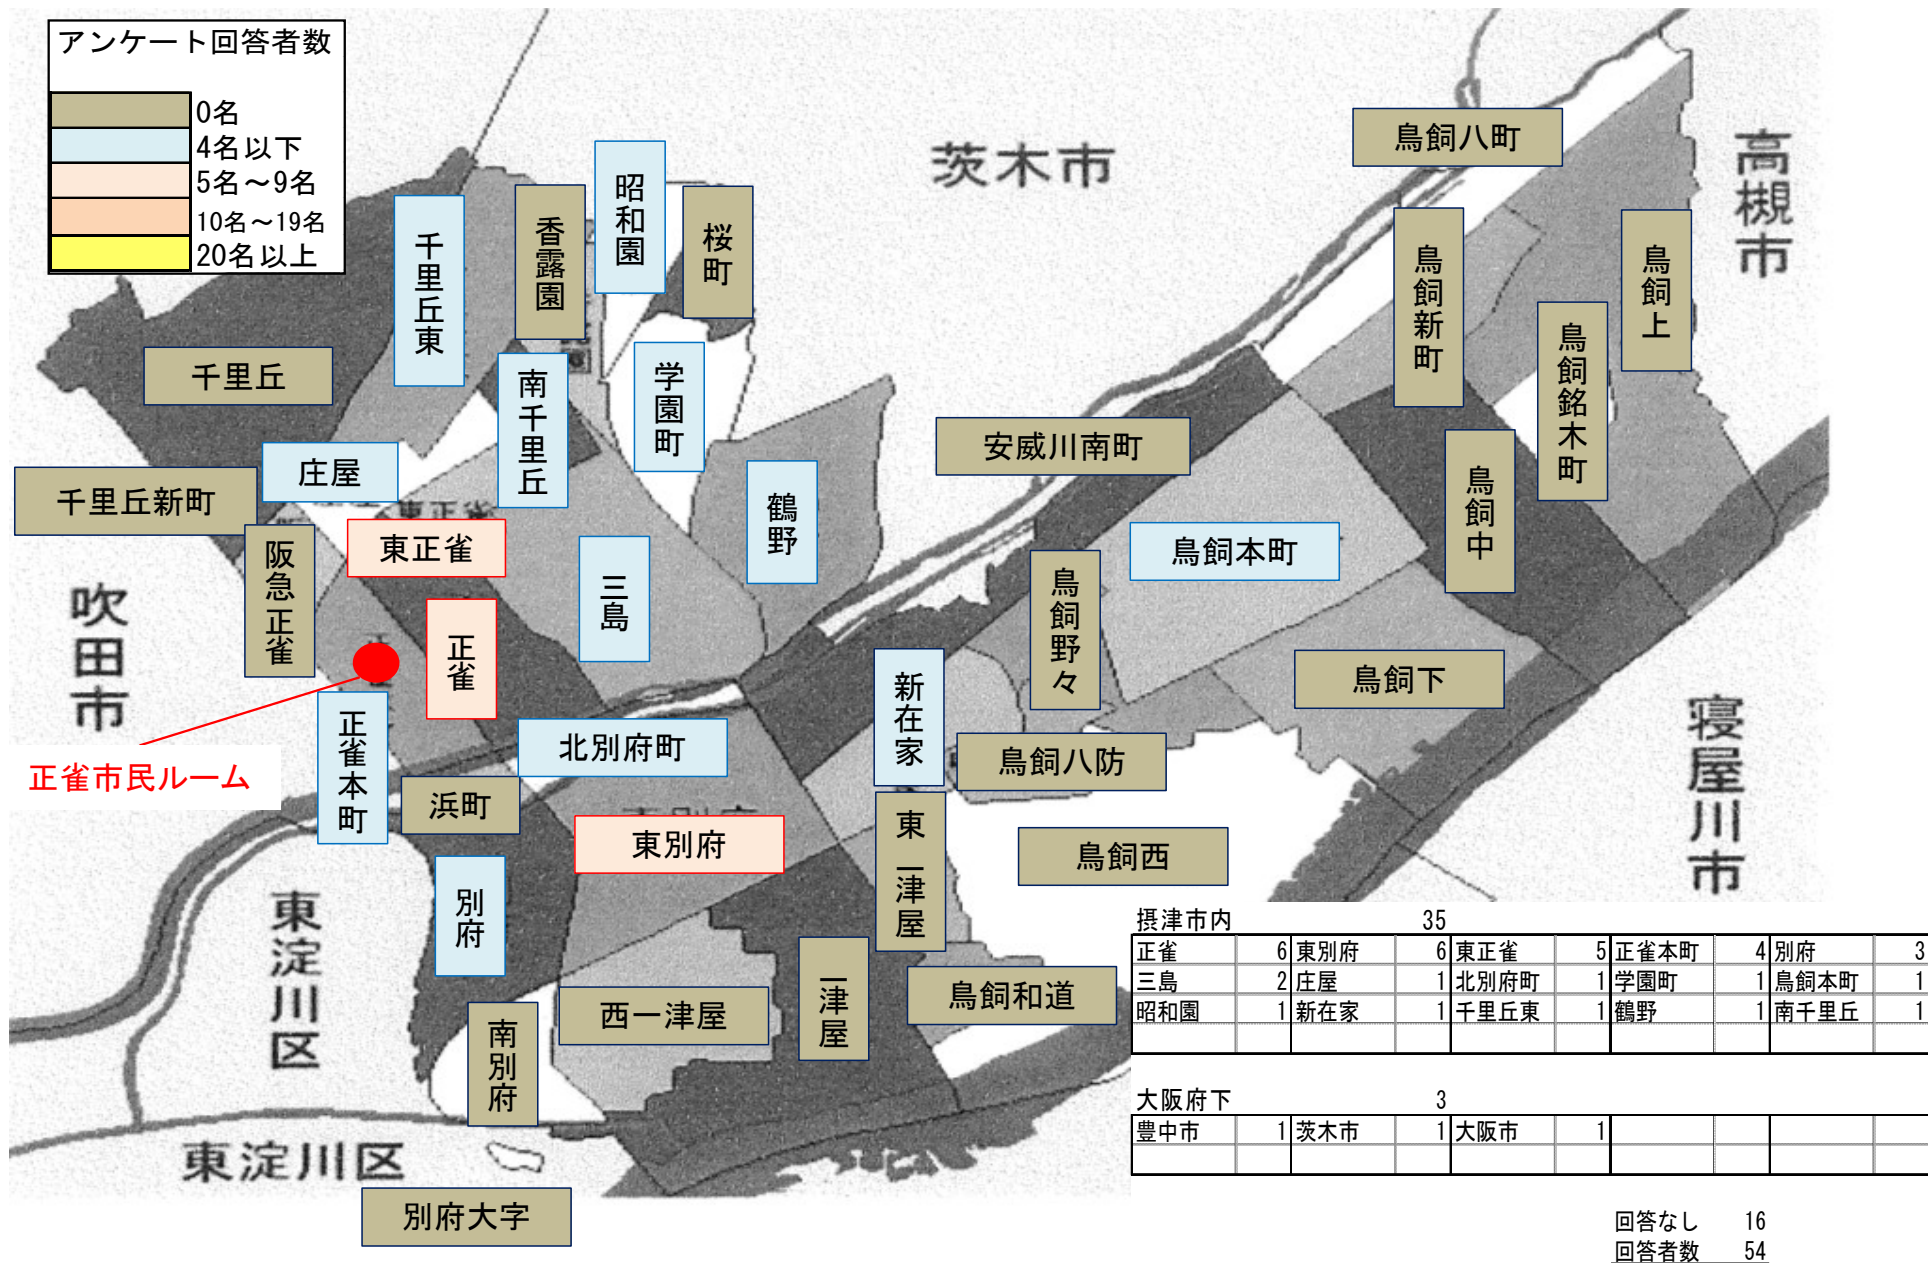 アンケート回答者数
0名
4名以下
5名～9名
10名～19名
20名以上
茨木市
高槻市
吹田市
寝屋川市
東淀川区
東淀川区
鳥飼八町
昭和園
桜町
香露園
千里丘東
鳥飼新町
鳥飼上
鳥飼銘木町
千里丘
南千里丘
学園町
安威川南町
庄屋
千里丘新町
鶴野
鳥飼中
東正雀
東正雀
阪急正雀
三島
鳥飼本町
鳥飼野々
正雀
鳥飼下
新在家
正雀本町
北別府町
鳥飼八防
正雀市民ルーム
浜町
東別府
東一津屋
鳥飼西
別府
一津屋
鳥飼和道
西一津屋
南別府
別府大字
摂津市内 35
正雀 6 東別府 6 東正雀 5 正雀本町 4 別府 3
三島 2 庄屋 1 北別府町 1 学園町 1 鳥飼本町 1
昭和園 1 新在家 1 千里丘東 1 鶴野 1 南千里丘 1
大阪府下 3
豊中市 1 茨木市 1 大阪市 1
回答なし 16
回答者数 54